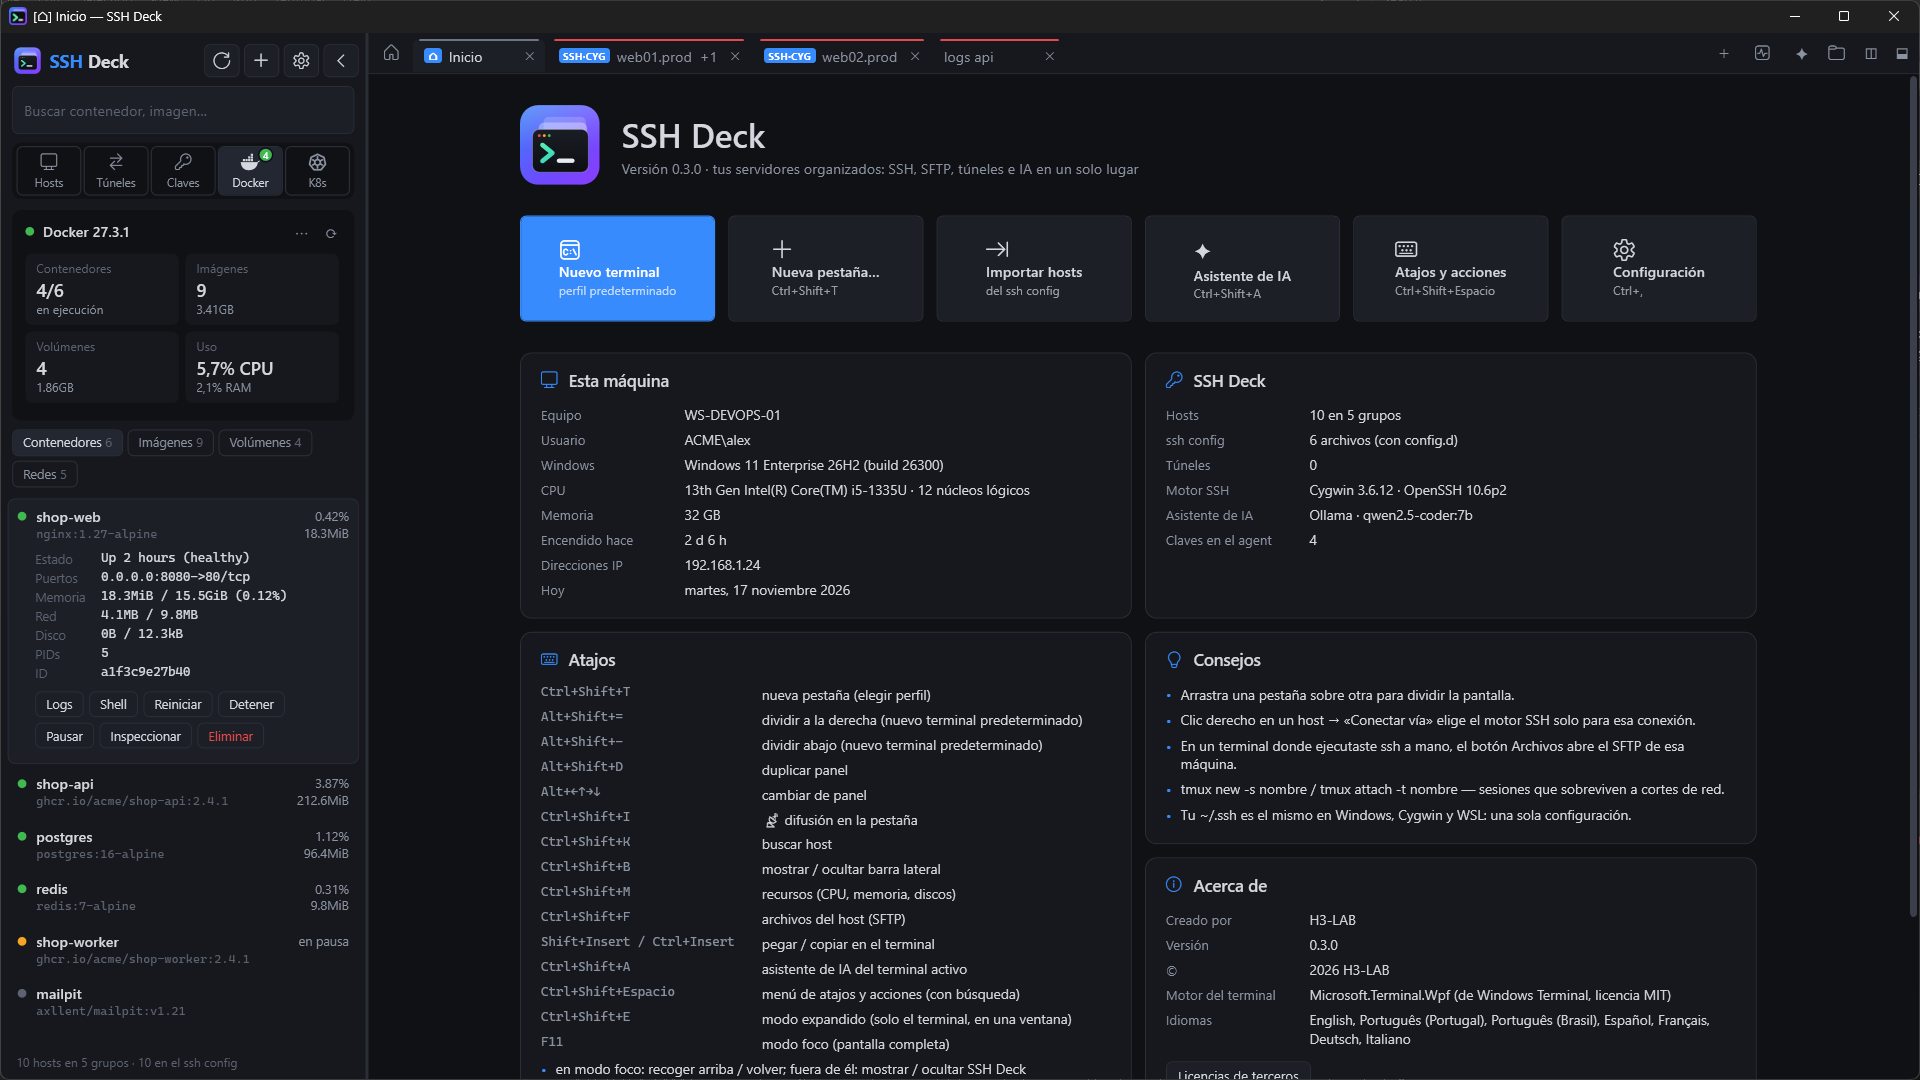 [⌂] Inicio — SSH Deck
SSH Deck
Buscar contenedor, imagen...
Hosts
Túneles
Claves
4
Docker
K8s
Docker 27.3.1
Contenedores
4/6
en ejecución
Imágenes
9
3.41GB
Volúmenes
4
1.86GB
Uso
5,7% CPU
2,1% RAM
Contenedores 6
Imágenes 9
Volúmenes 4
Redes 5
shop-web 0.42%
nginx:1.27-alpine 18.3MiB
Estado Up 2 hours (healthy)
Puertos 0.0.0.0:8080->80/tcp
Memoria 18.3MiB / 15.5GiB (0.12%)
Red 4.1MB / 9.8MB
Disco 0B / 12.3kB
PIDs 5
ID a1f3c9e27b40
Logs Shell Reiniciar Detener
Pausar Inspeccionar Eliminar
shop-api 3.87%
ghcr.io/acme/shop-api:2.4.1 212.6MiB
postgres 1.12%
postgres:16-alpine 96.4MiB
redis 0.31%
redis:7-alpine 9.8MiB
shop-worker en pausa
ghcr.io/acme/shop-worker:2.4.1
mailpit
axllent/mailpit:v1.21
10 hosts en 5 grupos · 10 en el ssh config
Inicio
SSH-CYG web01.prod +1
SSH-CYG web02.prod
logs api
SSH Deck
Versión 0.3.0 · tus servidores organizados: SSH, SFTP, túneles e IA en un solo lugar
C:\
Nuevo terminal
perfil predeterminado
Nueva pestaña...
Ctrl+Shift+T
Importar hosts
del ssh config
Asistente de IA
Ctrl+Shift+A
Atajos y acciones
Ctrl+Shift+Espacio
Configuración
Ctrl+,
Esta máquina
Equipo WS-DEVOPS-01
Usuario ACME\alex
Windows Windows 11 Enterprise 26H2 (build 26300)
CPU 13th Gen Intel(R) Core(TM) i5-1335U · 12 núcleos lógicos
Memoria 32 GB
Encendido hace 2 d 6 h
Direcciones IP 192.168.1.24
Hoy martes, 17 noviembre 2026
SSH Deck
Hosts 10 en 5 grupos
ssh config 6 archivos (con config.d)
Túneles 0
Motor SSH Cygwin 3.6.12 · OpenSSH 10.6p2
Asistente de IA Ollama · qwen2.5-coder:7b
Claves en el agent 4
Atajos
Ctrl+Shift+T nueva pestaña (elegir perfil)
Alt+Shift+= dividir a la derecha (nuevo terminal predeterminado)
Alt+Shift+− dividir abajo (nuevo terminal predeterminado)
Alt+Shift+D duplicar panel
Alt+←↑→↓ cambiar de panel
Ctrl+Shift+I difusión en la pestaña
Ctrl+Shift+K buscar host
Ctrl+Shift+B mostrar / ocultar barra lateral
Ctrl+Shift+M recursos (CPU, memoria, discos)
Ctrl+Shift+F archivos del host (SFTP)
Shift+Insert / Ctrl+Insert pegar / copiar en el terminal
Ctrl+Shift+A asistente de IA del terminal activo
Ctrl+Shift+Espacio menú de atajos y acciones (con búsqueda)
Ctrl+Shift+E modo expandido (solo el terminal, en una ventana)
F11 modo foco (pantalla completa)
• en modo foco: recoger arriba / volver; fuera de él: mostrar / ocultar SSH Deck
Consejos
• Arrastra una pestaña sobre otra para dividir la pantalla.
• Clic derecho en un host → «Conectar vía» elige el motor SSH solo para esa conexión.
• En un terminal donde ejecutaste ssh a mano, el botón Archivos abre el SFTP de esa
máquina.
• tmux new -s nombre / tmux attach -t nombre — sesiones que sobreviven a cortes de red.
• Tu ~/.ssh es el mismo en Windows, Cygwin y WSL: una sola configuración.
Acerca de
Creado por H3-LAB
Versión 0.3.0
© 2026 H3-LAB
Motor del terminal Microsoft.Terminal.Wpf (de Windows Terminal, licencia MIT)
Idiomas English, Português (Portugal), Português (Brasil), Español, Français,
Deutsch, Italiano
Licencias de terceros